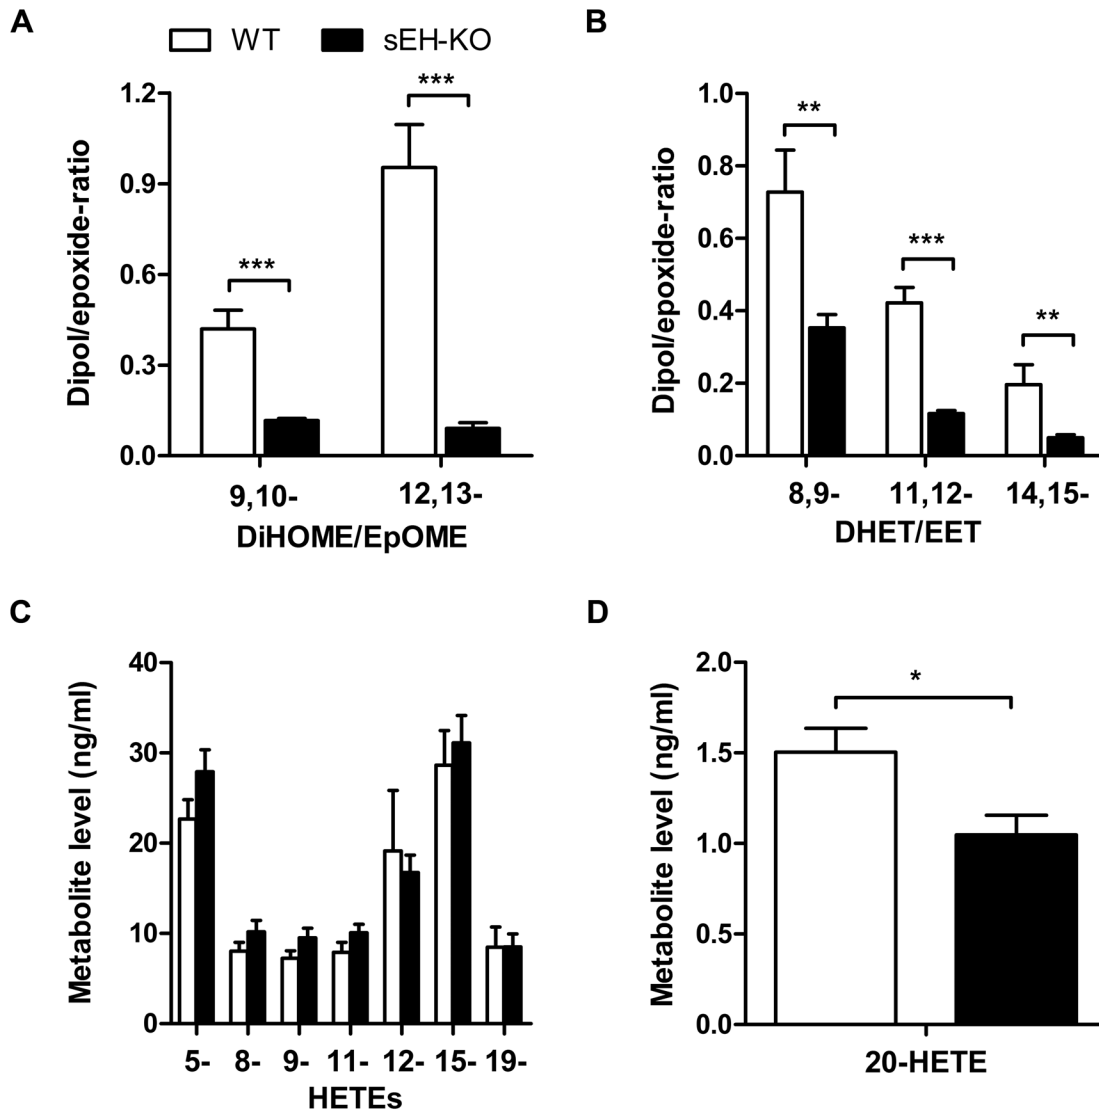 A
WT
sEH-KO
Dipol/epoxide-ratio
1.2
0.9
0.6
0.3
0.0
***
***
9,10-
12,13-
DiHOME/EpOME
B
Dipol/epoxide-ratio
1.0
0.8
0.6
0.4
0.2
0.0
**
***
**
8,9-
11,12-
14,15-
DHET/EET
C
Metabolite level (ng/ml)
40
30
20
10
0
5-
8-
9-
11-
12-
15-
19-
HETEs
D
Metabolite level (ng/ml)
2.0
1.5
1.0
0.5
0.0
*
20-HETE